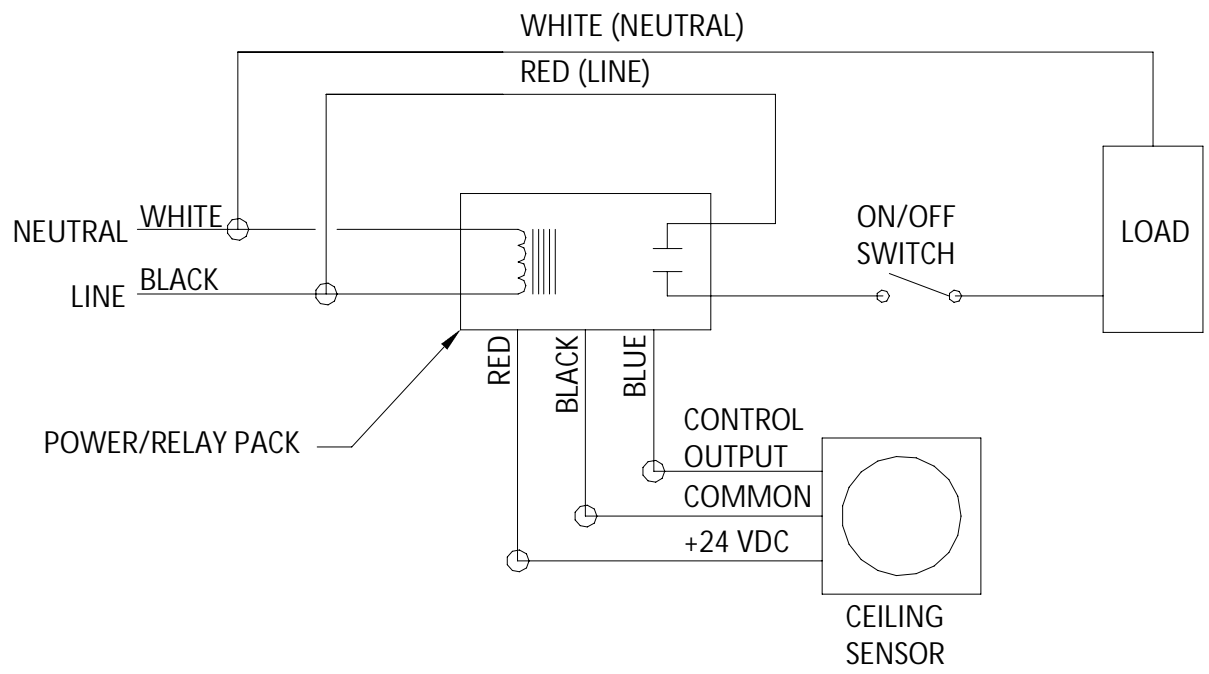 WHITE (NEUTRAL)
RED (LINE)
NEUTRAL
WHITE
LINE
BLACK
ON/OFF
SWITCH
LOAD
RED
BLACK
BLUE
POWER/RELAY PACK
CONTROL
OUTPUT
COMMON
+24 VDC
CEILING
SENSOR